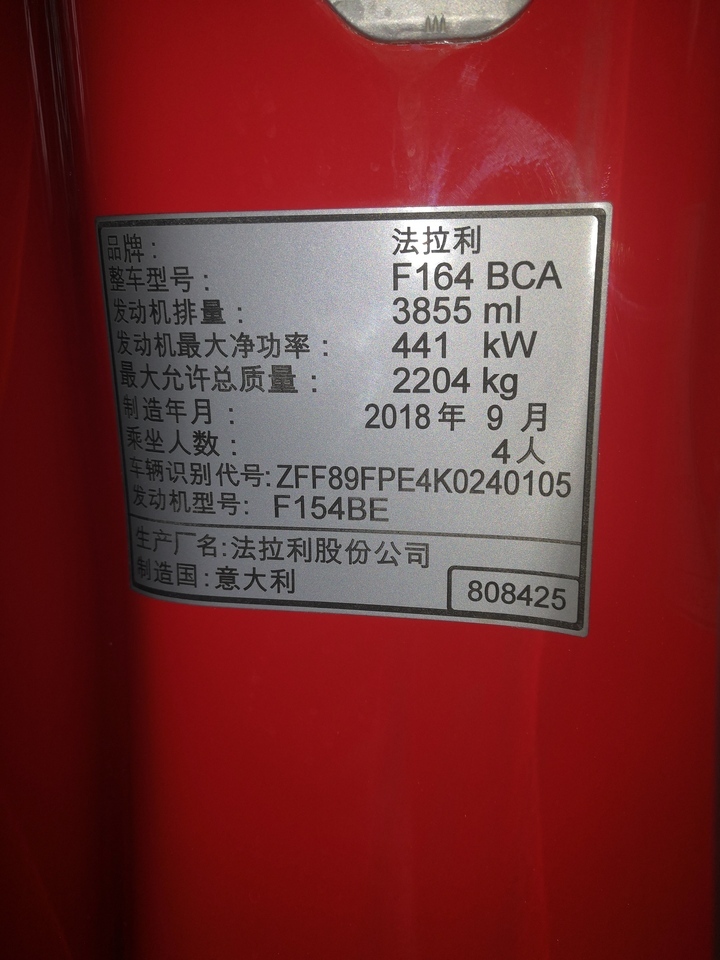 品牌： 法拉利
整车型号： F164 BCA
发动机排量： 3855 ml
发动机最大净功率： 441 kW
最大允许总质量： 2204 kg
制造年月： 2018年 9 月
乘坐人数： 4人
车辆识别代号:ZFF89FPE4K0240105
发动机型号: F154BE
生产厂名:法拉利股份公司
制造国:意大利
808425